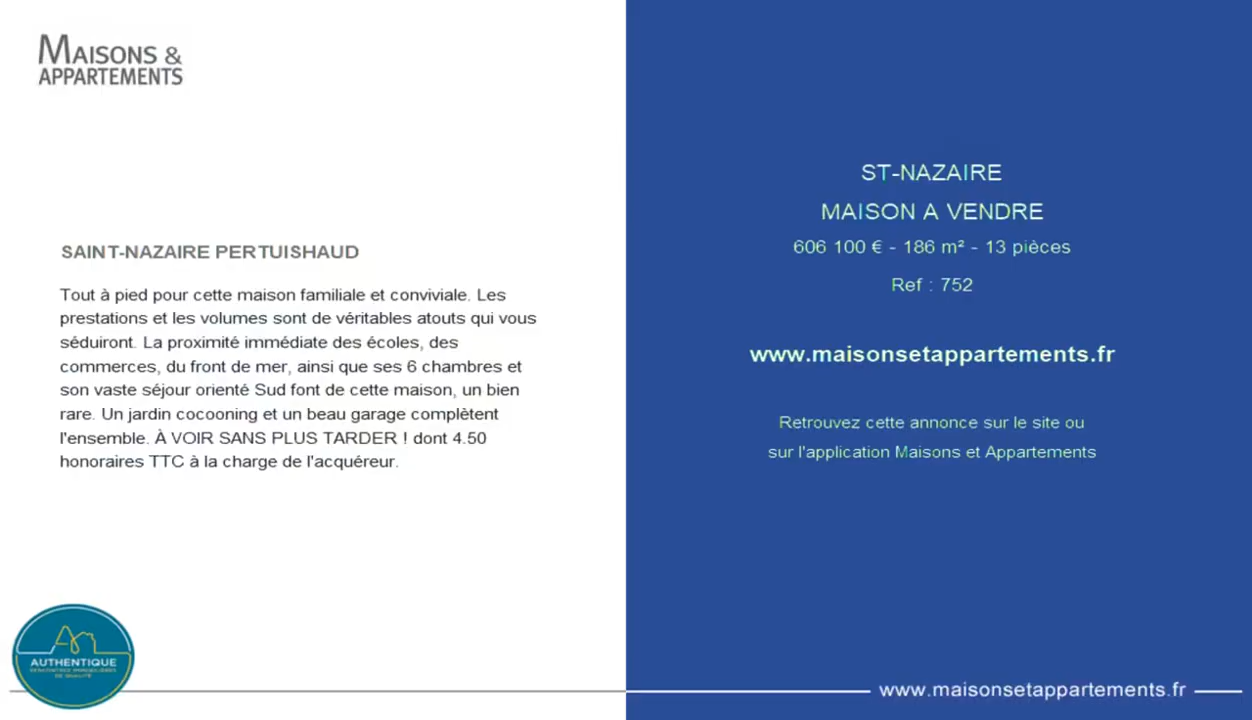 MAISONS &
APPARTEMENTS
SAINT-NAZAIRE PERTUISHAUD
Tout à pied pour cette maison familiale et conviviale. Les
prestations et les volumes sont de véritables atouts qui vous
séduiront. La proximité immédiate des écoles, des
commerces, du front de mer, ainsi que ses 6 chambres et
son vaste séjour orienté Sud font de cette maison, un bien
rare. Un jardin cocooning et un beau garage complètent
l'ensemble. À VOIR SANS PLUS TARDER ! dont 4.50
honoraires TTC à la charge de l'acquéreur.
AUTHENTIQUE
RENCONTRES IMMOBILIÈRES
DE QUALITÉ
ST-NAZAIRE
MAISON A VENDRE
606 100 € - 186 m² - 13 pièces
Ref : 752
www.maisonsetappartements.fr
Retrouvez cette annonce sur le site ou
sur l'application Maisons et Appartements
www.maisonsetappartements.fr